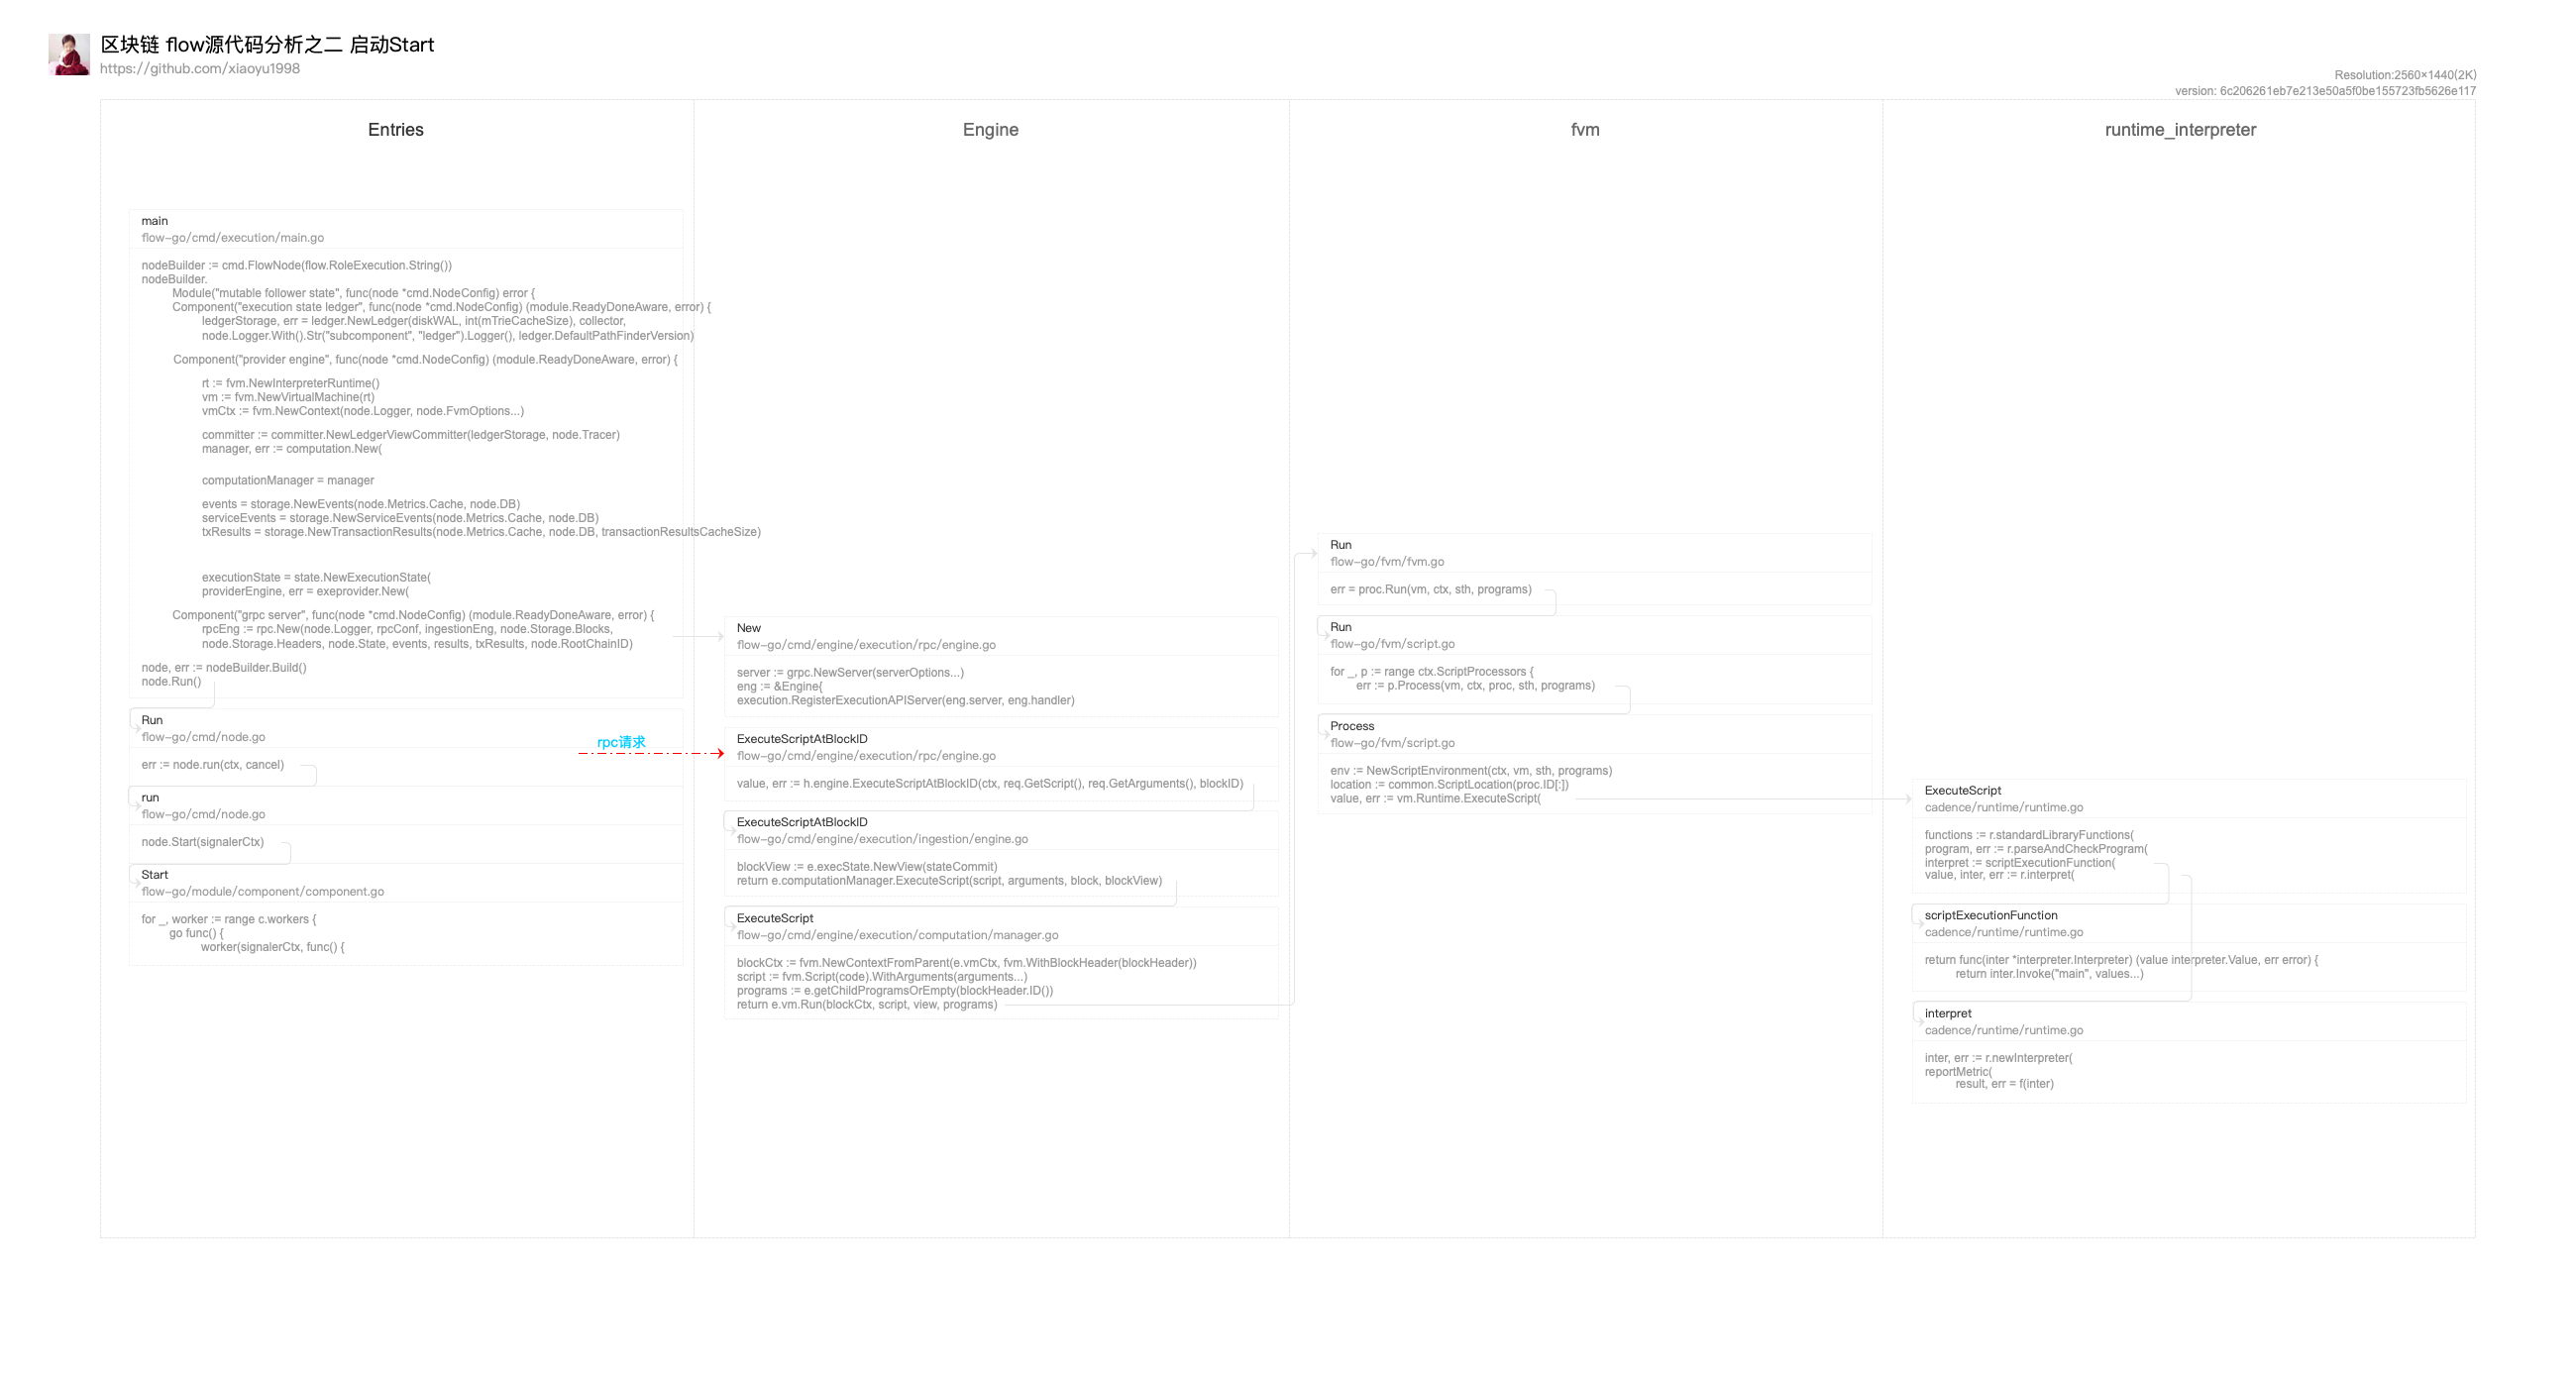 区块链 flow源代码分析之二 启动Start
https://github.com/xiaoyu1998
Resolution:2560×1440(2K)
version: 6c206261eb7e213e50a5f0be155723fb5626e117
Entries
main
flow-go/cmd/execution/main.go
nodeBuilder := cmd.FlowNode(flow.RoleExecution.String())
nodeBuilder.
Module("mutable follower state", func(node *cmd.NodeConfig) error {
Component("execution state ledger", func(node *cmd.NodeConfig) (module.ReadyDoneAware, error) {
ledgerStorage, err = ledger.NewLedger(diskWAL, int(mTrieCacheSize), collector,
node.Logger.With().Str("subcomponent", "ledger").Logger(), ledger.DefaultPathFinderVersion)
Component("provider engine", func(node *cmd.NodeConfig) (module.ReadyDoneAware, error) {
rt := fvm.NewInterpreterRuntime()
vm := fvm.NewVirtualMachine(rt)
vmCtx := fvm.NewContext(node.Logger, node.FvmOptions...)
committer := committer.NewLedgerViewCommitter(ledgerStorage, node.Tracer)
manager, err := computation.New(
computationManager = manager
events = storage.NewEvents(node.Metrics.Cache, node.DB)
serviceEvents = storage.NewServiceEvents(node.Metrics.Cache, node.DB)
txResults = storage.NewTransactionResults(node.Metrics.Cache, node.DB, transactionResultsCacheSize)
executionState = state.NewExecutionState(
providerEngine, err = exeprovider.New(
Component("grpc server", func(node *cmd.NodeConfig) (module.ReadyDoneAware, error) {
rpcEng := rpc.New(node.Logger, rpcConf, ingestionEng, node.Storage.Blocks,
node.Storage.Headers, node.State, events, results, txResults, node.RootChainID)
node, err := nodeBuilder.Build()
node.Run()
Run
flow-go/cmd/node.go
err := node.run(ctx, cancel)
run
flow-go/cmd/node.go
node.Start(signalerCtx)
Start
flow-go/module/component/component.go
for _, worker := range c.workers {
go func() {
worker(signalerCtx, func() {
rpc请求
Engine
New
flow-go/cmd/engine/execution/rpc/engine.go
server := grpc.NewServer(serverOptions...)
eng := &Engine{
execution.RegisterExecutionAPIServer(eng.server, eng.handler)
ExecuteScriptAtBlockID
flow-go/cmd/engine/execution/rpc/engine.go
value, err := h.engine.ExecuteScriptAtBlockID(ctx, req.GetScript(), req.GetArguments(), blockID)
ExecuteScriptAtBlockID
flow-go/cmd/engine/execution/ingestion/engine.go
blockView := e.execState.NewView(stateCommit)
return e.computationManager.ExecuteScript(script, arguments, block, blockView)
ExecuteScript
flow-go/cmd/engine/execution/computation/manager.go
blockCtx := fvm.NewContextFromParent(e.vmCtx, fvm.WithBlockHeader(blockHeader))
script := fvm.Script(code).WithArguments(arguments...)
programs := e.getChildProgramsOrEmpty(blockHeader.ID())
return e.vm.Run(blockCtx, script, view, programs)
fvm
Run
flow-go/fvm/fvm.go
err = proc.Run(vm, ctx, sth, programs)
Run
flow-go/fvm/script.go
for _, p := range ctx.ScriptProcessors {
err := p.Process(vm, ctx, proc, sth, programs)
Process
flow-go/fvm/script.go
env := NewScriptEnvironment(ctx, vm, sth, programs)
location := common.ScriptLocation(proc.ID[:])
value, err := vm.Runtime.ExecuteScript(
runtime_interpreter
ExecuteScript
cadence/runtime/runtime.go
functions := r.standardLibraryFunctions(
program, err := r.parseAndCheckProgram(
interpret := scriptExecutionFunction(
value, inter, err := r.interpret(
scriptExecutionFunction
cadence/runtime/runtime.go
return func(inter *interpreter.Interpreter) (value interpreter.Value, err error) {
return inter.Invoke("main", values...)
interpret
cadence/runtime/runtime.go
inter, err := r.newInterpreter(
reportMetric(
result, err = f(inter)